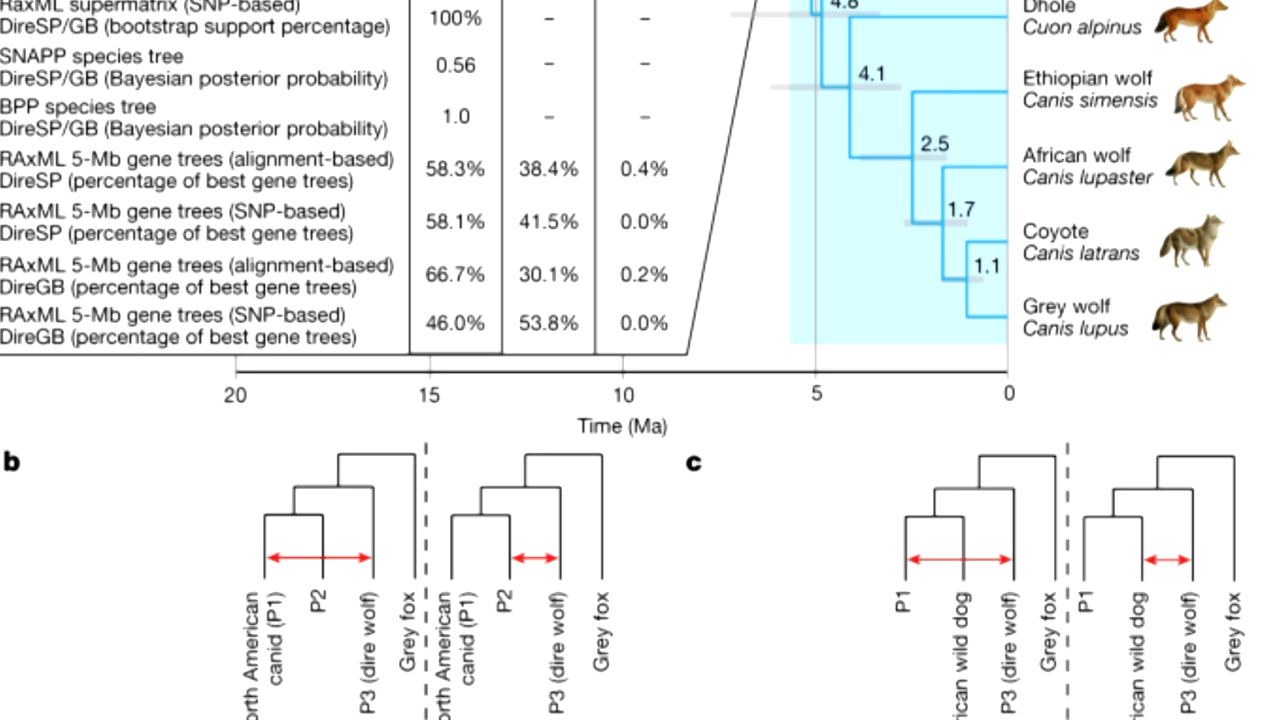 RaxML supermatrix (SNP-based)
DireSP/GB (bootstrap support percentage) 100% – –
SNAPP species tree
DireSP/GB (Bayesian posterior probability) 0.56 – –
BPP species tree
DireSP/GB (Bayesian posterior probability) 1.0 – –
RAxML 5-Mb gene trees (alignment-based)
DireSP (percentage of best gene trees) 58.3% 38.4% 0.4%
RAxML 5-Mb gene trees (SNP-based)
DireSP (percentage of best gene trees) 58.1% 41.5% 0.0%
RAxML 5-Mb gene trees (alignment-based)
DireGB (percentage of best gene trees) 66.7% 30.1% 0.2%
RAxML 5-Mb gene trees (SNP-based)
DireGB (percentage of best gene trees) 46.0% 53.8% 0.0%
4.8
4.1
2.5
1.7
1.1
Dhole
Cuon alpinus
Ethiopian wolf
Canis simensis
African wolf
Canis lupaster
Coyote
Canis latrans
Grey wolf
Canis lupus
20 15 10 5 0
Time (Ma)
b
orth American
canid (P1)
P2
P3 (dire wolf)
Grey fox
orth American
canid (P1)
P2
P3 (dire wolf)
Grey fox
c
P1
rican wild dog
P3 (dire wolf)
Grey fox
P1
rican wild dog
P3 (dire wolf)
Grey fox